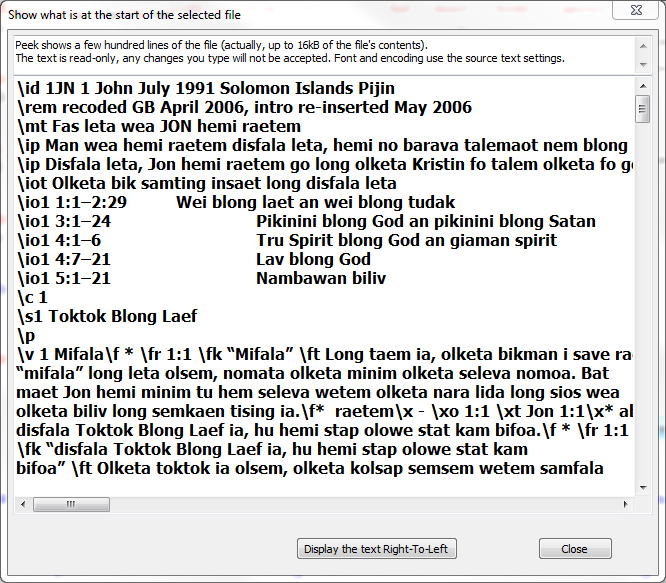 Show what is at the start of the selected file
Peek shows a few hundred lines of the file (actually, up to 16kB of the file's contents).
The text is read-only, any changes you type will not be accepted. Font and encoding use the source text settings.
\id 1JN 1 John July 1991 Solomon Islands Pijin
\rem recoded GB April 2006, intro re-inserted May 2006
\mt Fas leta wea JON hemi raetem
\ip Man wea hemi raetem disfala leta, hemi no barava talemaot nem blong
\ip Disfala leta, Jon hemi raetem go long olketa Kristin fo talem olketa fo
\iot Olketa bik samting insaet long disfala leta
\io1 1:1–2:29 Wei blong laet an wei blong tudak
\io1 3:1–24 Pikinini blong God an pikinini blong Satan
\io1 4:1–6 Tru Spirit blong God an giaman spirit
\io1 4:7–21 Lav blong God
\io1 5:1–21 Nambawan biliv
\c 1
\s1 Toktok Blong Laef
\p
\v 1 Mifala\f * \fr 1:1 \fk “Mifala” \ft Long taem ia, olketa bikman i save
“mifala” long leta olsem, nomata olketa minim olketa seleva nomoa. Bat
maet Jon hemi minim tu hem seleva wetem olketa nara lida long sios wea
olketa biliv long semkaen tising ia.\f* raetem\x - \xo 1:1 \xt Jon 1:1\x*
disfala Toktok Blong Laef ia, hu hemi stap olowe stat kam bifoa.\f * \fr 1:1
\fk “disfala Toktok Blong Laef ia, hu hemi stap olowe stat kam
bifoa” \ft Olketa toktok ia olsem, olketa kolsap semsem wetem samfala
Display the text Right-To-Left
Close